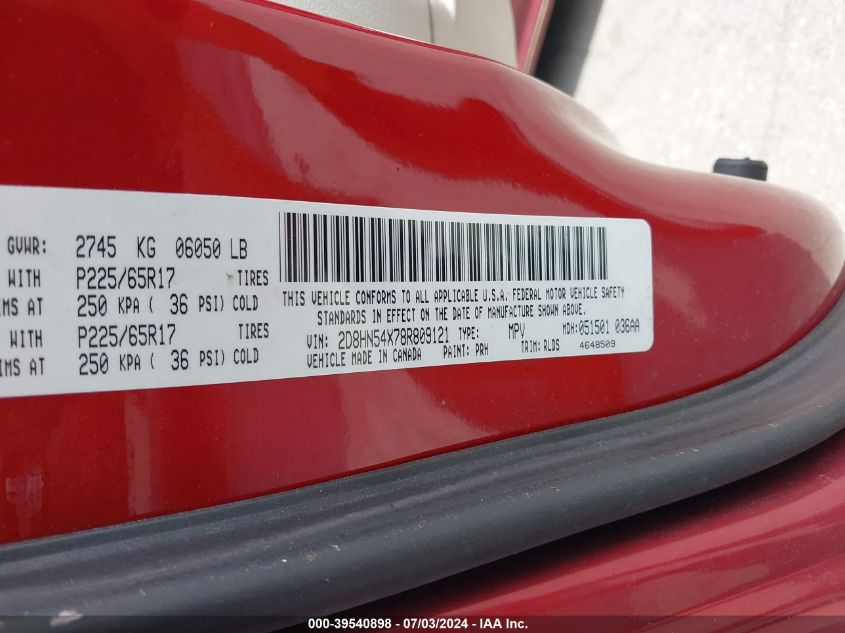 GVWR: 2745 KG 06050 LB
WITH P225/65R17 TIRES
IMS AT 250 KPA ( 36 PSI) COLD
WITH P225/65R17 TIRES
IMS AT 250 KPA ( 36 PSI) COLD
THIS VEHICLE CONFORMS TO ALL APPLICABLE U.S.A. FEDERAL MOTOR VEHICLE SAFETY
STANDARDS IN EFFECT ON THE DATE OF MANUFACTURE SHOWN ABOVE.
VIN: 2D8HN54X78R809121 TYPE: MPV MDH:051501 036AA
VEHICLE MADE IN CANADA PAINT: PRH TRIM: RLDS 4648509
000-39540898 - 07/03/2024 - IAA Inc.